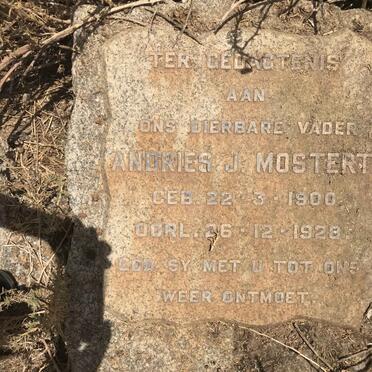 TER GEDAGTENIS
AAN
ONS DIERBARE VADER
ANDRIES J. MOSTERT
GEB. 22-3-1900.
OORL. 26-12-1928.
GOD SY MET U TOT ONS
WEER ONTMOET.